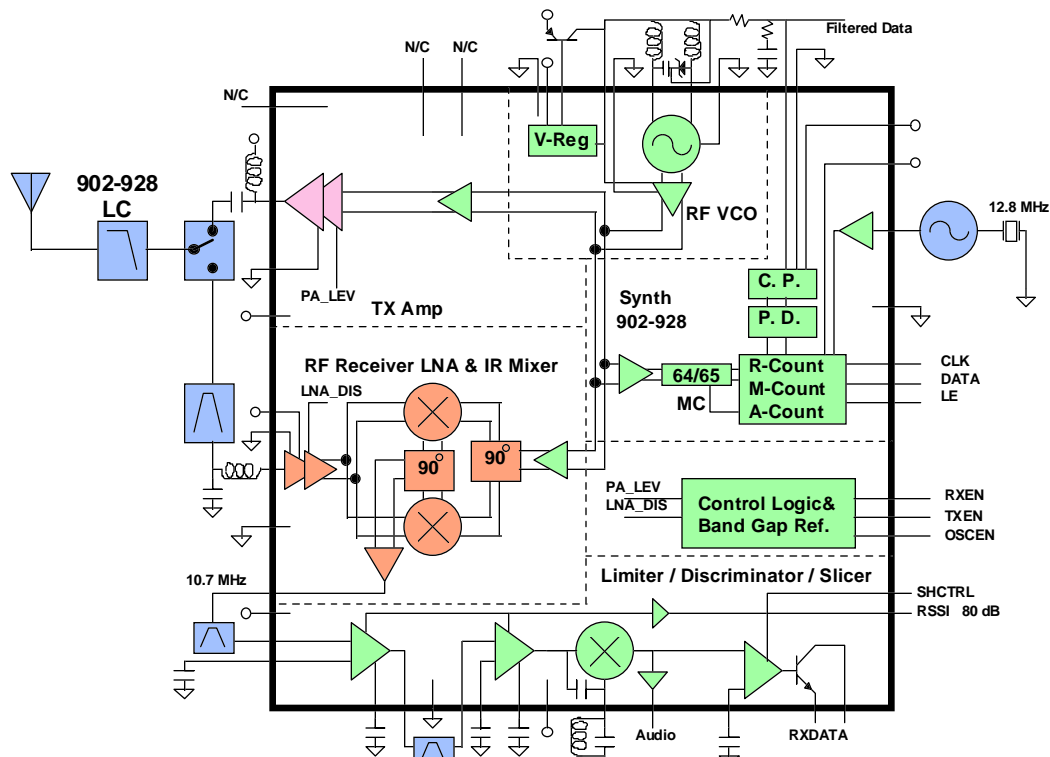 Filtered Data
N/C
N/C
N/C
V-Reg
902-928
LC
RF VCO
12.8 MHz
PA_LEV
TX Amp
Synth
902-928
C. P.
P. D.
RF Receiver LNA & IR Mixer
LNA_DIS
64/65
MC
R-Count
M-Count
A-Count
CLK
DATA
LE
90°
90°
PA_LEV
LNA_DIS
Control Logic&
Band Gap Ref.
RXEN
TXEN
OSCEN
10.7 MHz
Limiter / Discriminator / Slicer
SHCTRL
RSSI 80 dB
Audio
RXDATA